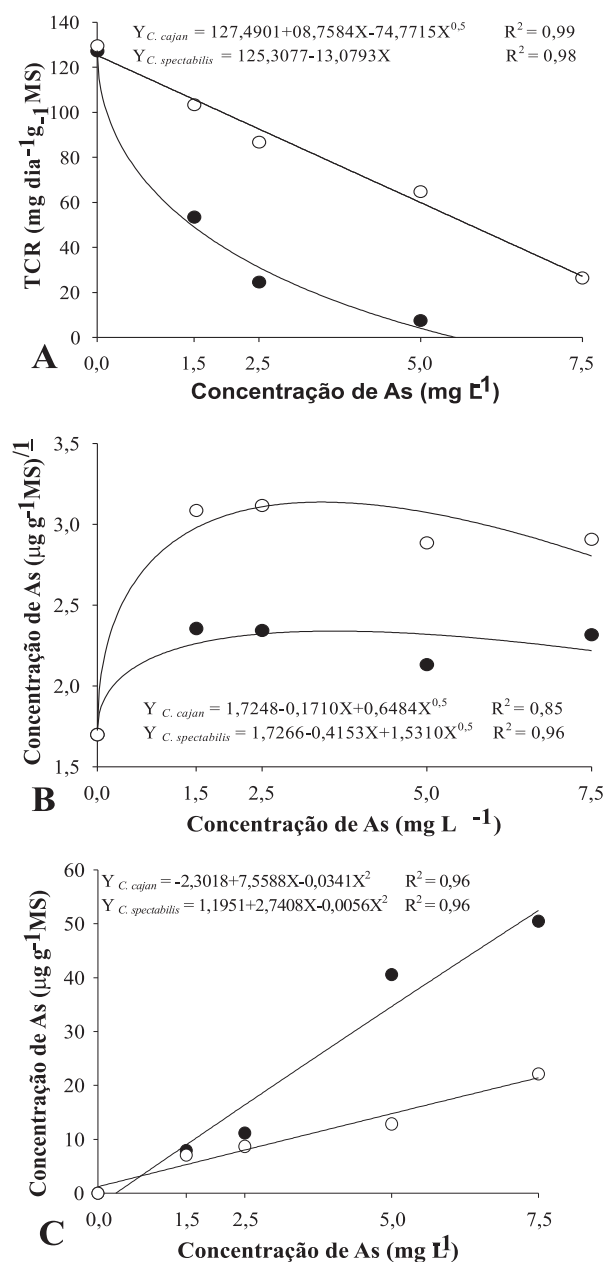 Y C. cajan = 127,4901+08,7584X-74,7715X^0,5 R² = 0,99
Y C. spectabilis = 125,3077-13,0793X R² = 0,98
TCR (mg dia⁻¹g₋₁MS)
140
120
100
80
60
40
20
0
0,0 1,5 2,5 5,0 7,5
A
Concentração de As (mg L⁻¹)
Concentração de As (µg g⁻¹MS)/1
3,5
3,0
2,5
2,0
1,5
Y C. cajan = 1,7248-0,1710X+0,6484X^0,5 R² = 0,85
Y C. spectabilis = 1,7266-0,4153X+1,5310X^0,5 R² = 0,96
0,0 1,5 2,5 5,0 7,5
B
Concentração de As (mg L ⁻¹)
Concentração de As (µg g⁻¹MS)
60
50
40
30
20
10
0
Y C. cajan = -2,3018+7,5588X-0,0341X² R² = 0,96
Y C. spectabilis = 1,1951+2,7408X-0,0056X² R² = 0,96
0,0 1,5 2,5 5,0 7,5
C
Concentração de As (mg L⁻¹)